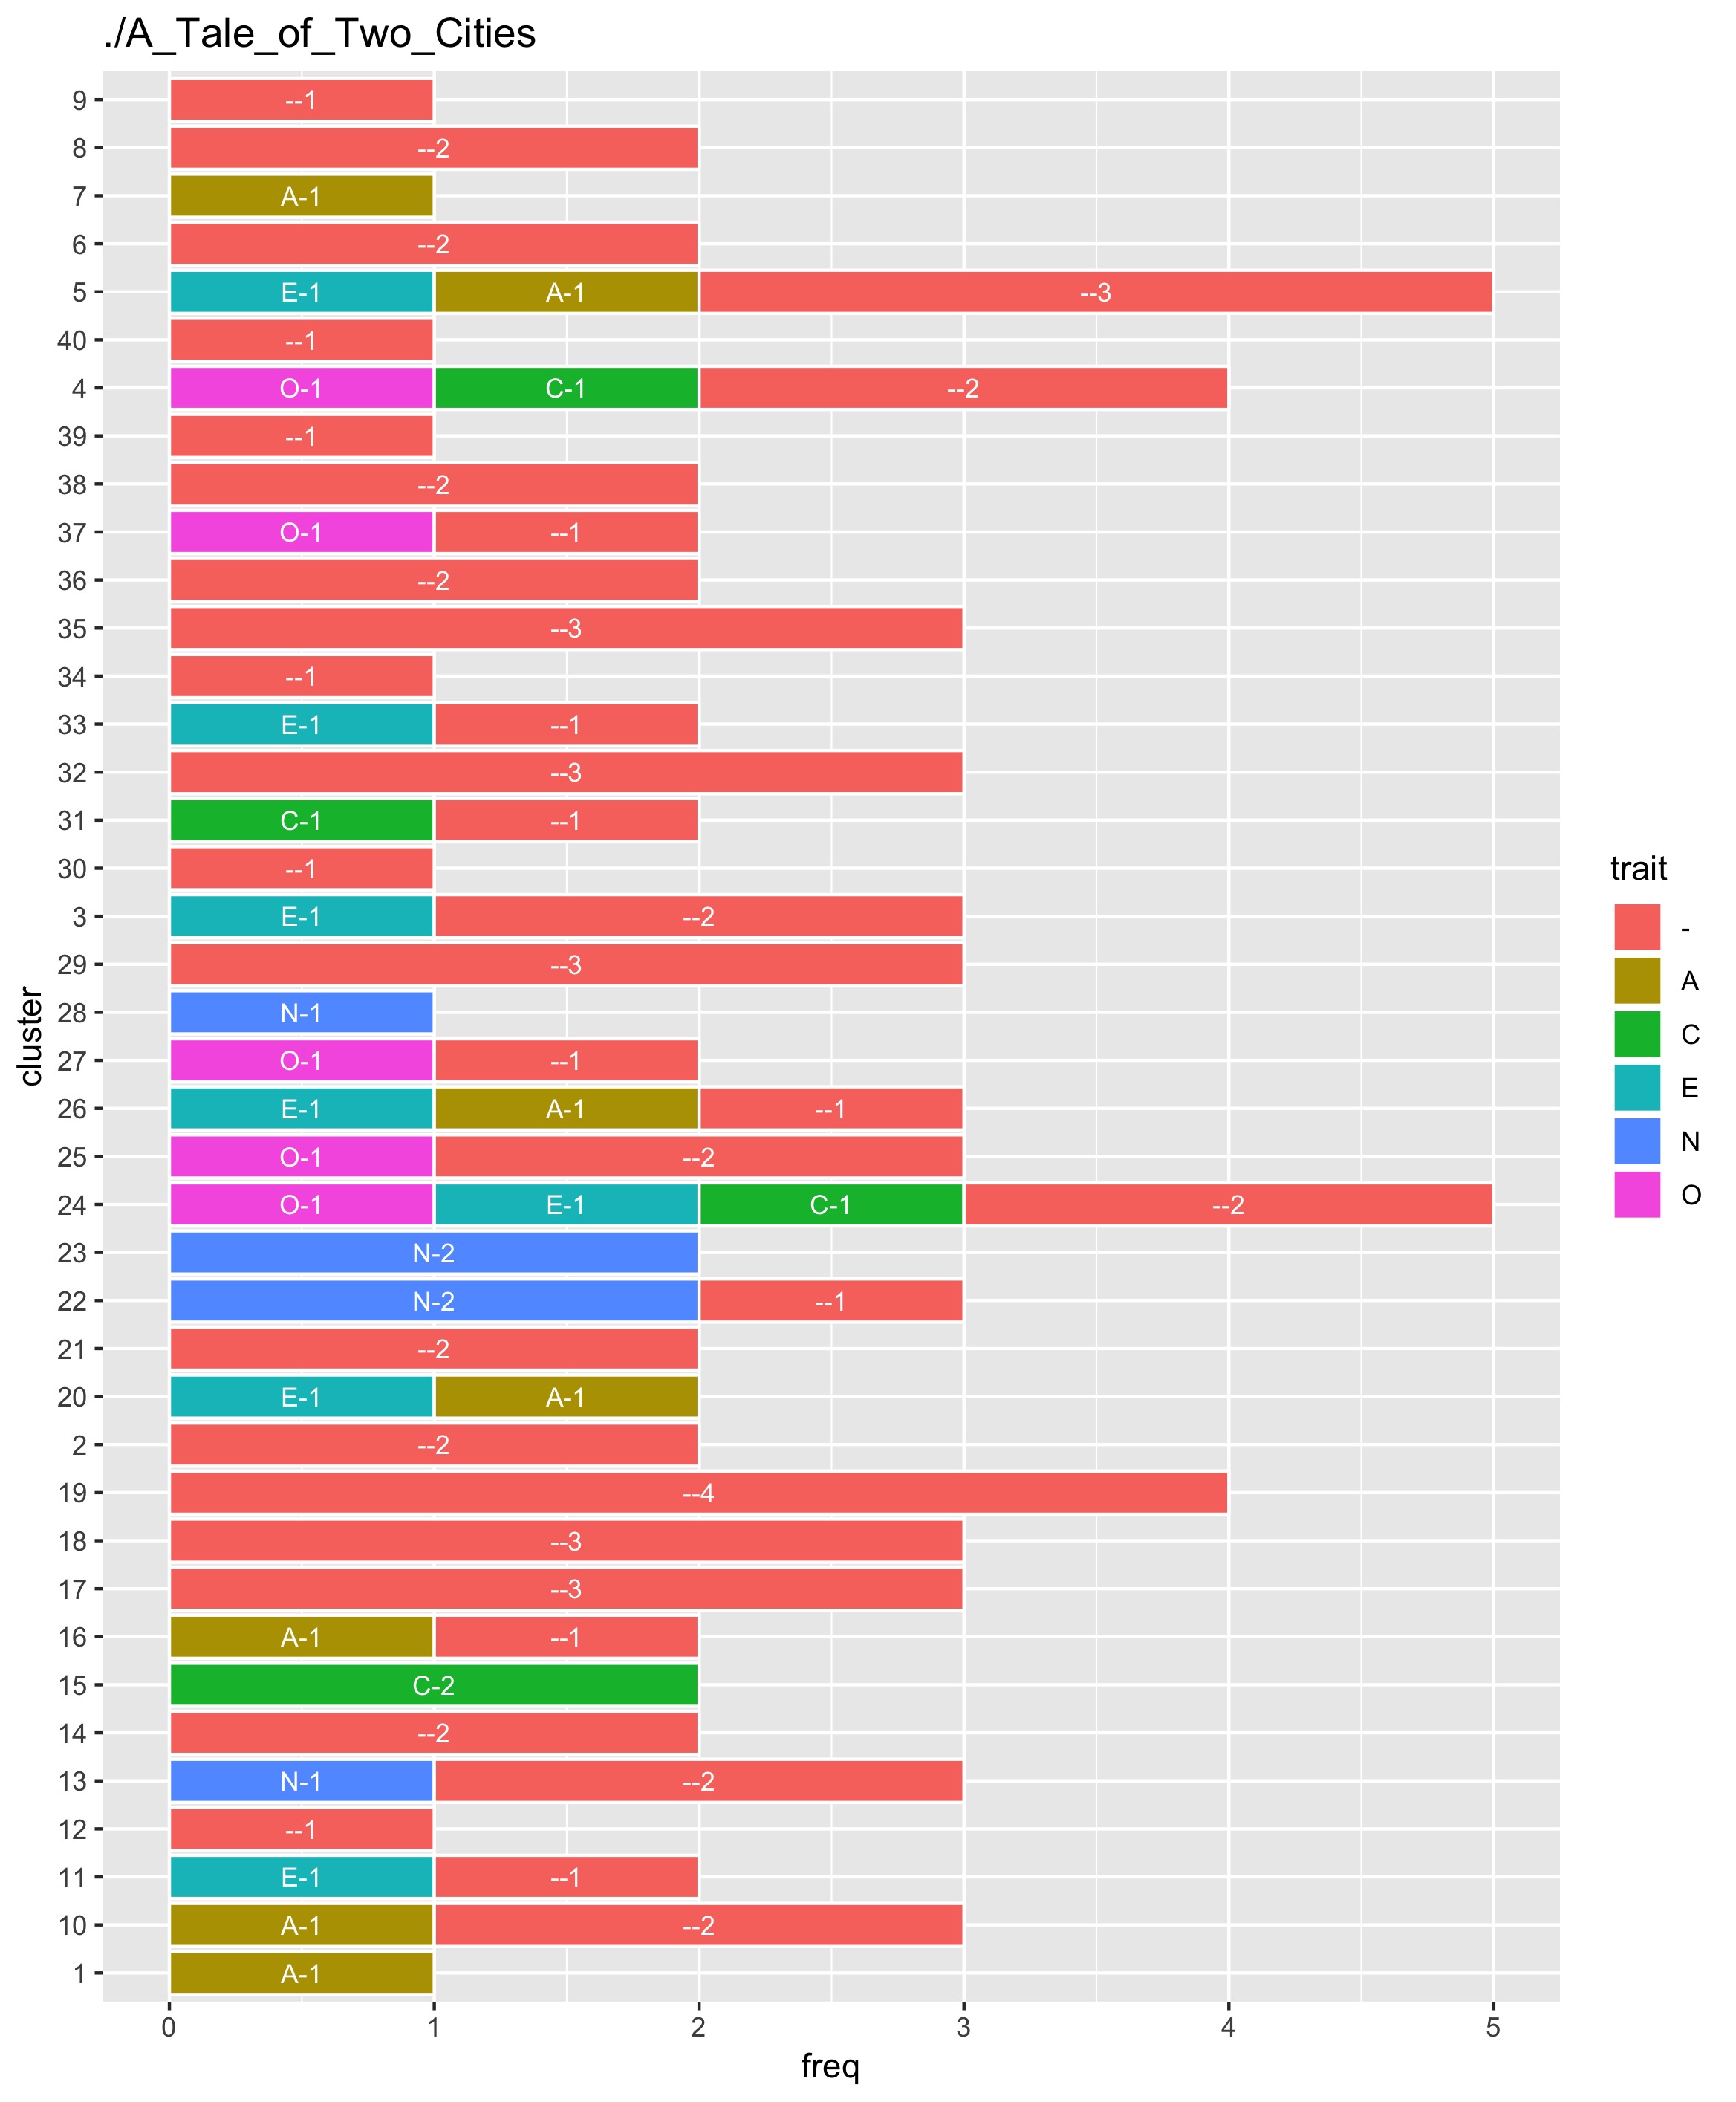 ./A_Tale_of_Two_Cities
9 --1
8 --2
7 A-1
6 --2
5 E-1 A-1 --3
40 --1
4 O-1 C-1 --2
39 --1
38 --2
37 O-1 --1
36 --2
35 --3
34 --1
33 E-1 --1
32 --3
31 C-1 --1
30 --1
3 E-1 --2
29 --3
28 N-1
27 O-1 --1
26 E-1 A-1 --1
25 O-1 --2
24 O-1 E-1 C-1 --2
23 N-2
22 N-2 --1
21 --2
20 E-1 A-1
2 --2
19 --4
18 --3
17 --3
16 A-1 --1
15 C-2
14 --2
13 N-1 --2
12 --1
11 E-1 --1
10 A-1 --2
1 A-1
0 1 2 3 4 5
freq
cluster
trait
-
A
C
E
N
O